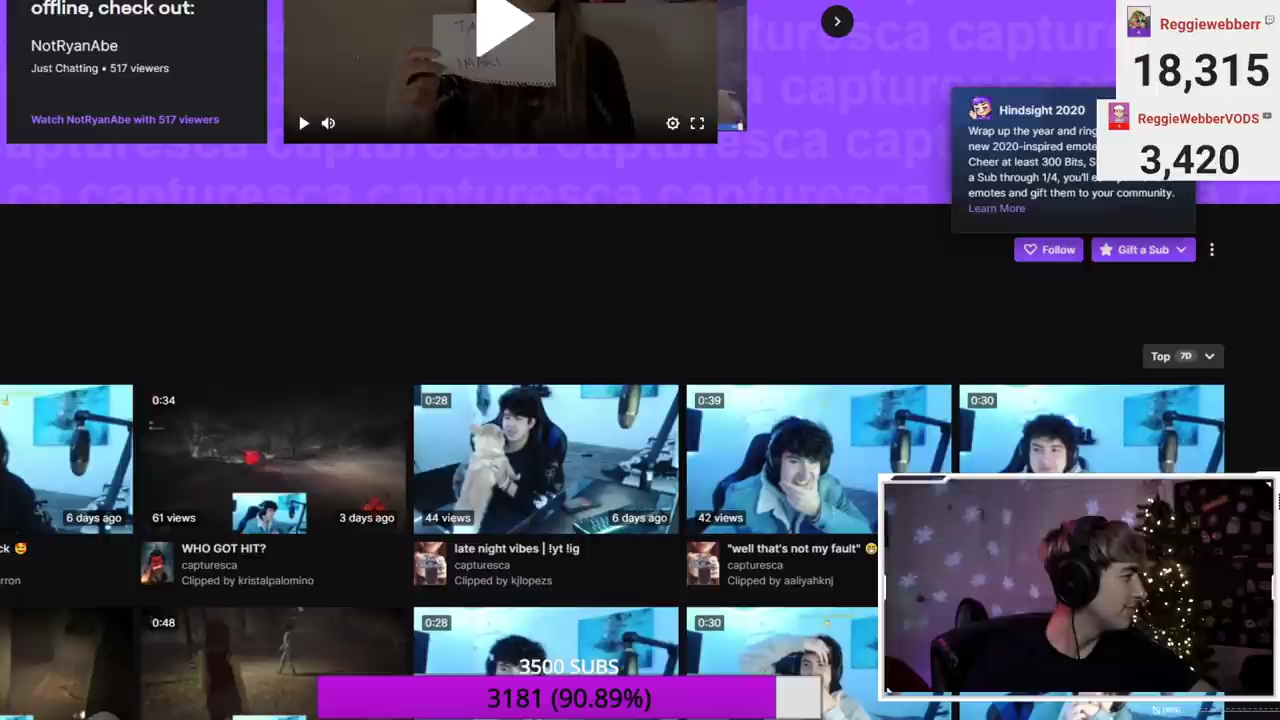 offline, check out:
NotRyanAbe
Just Chatting • 517 viewers
Watch NotRyanAbe with 517 viewers
capturesca
capturesca
Reggiewebberr
18,315
ReggieWebberVODS
3,420
Hindsight 2020
Wrap up the year and ring
new 2020-inspired emote
Cheer at least 300 Bits, S
a Sub through 1/4, you'll e
emotes and gift them to your community.
Learn More
Follow
Gift a Sub
Top 7D
6 days ago
0:34
61 views
3 days ago
0:28
44 views
6 days ago
0:39
42 views
0:30
ck 🥰
rron
WHO GOT HIT?
capturesca
Clipped by kristalpalomino
late night vibes | !yt !ig
capturesca
Clipped by kjlopezs
"well that's not my fault"
capturesca
Clipped by aaliyahknj
0:48
0:28
0:30
3500 SUBS
3181 (90.89%)